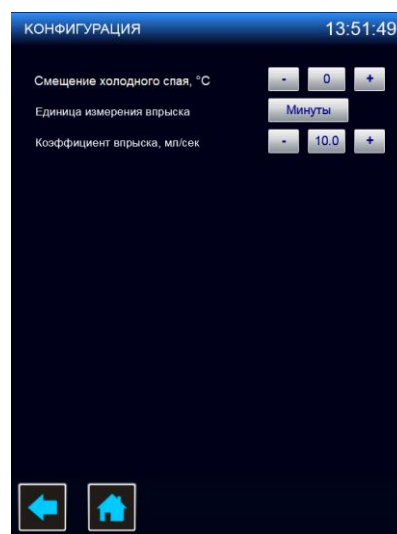 КОНФИГУРАЦИЯ 13:51:49
Смещение холодного спая, °C - 0 +
Единица измерения впрыска Минуты
Коэффициент впрыска, мл/сек - 10.0 +